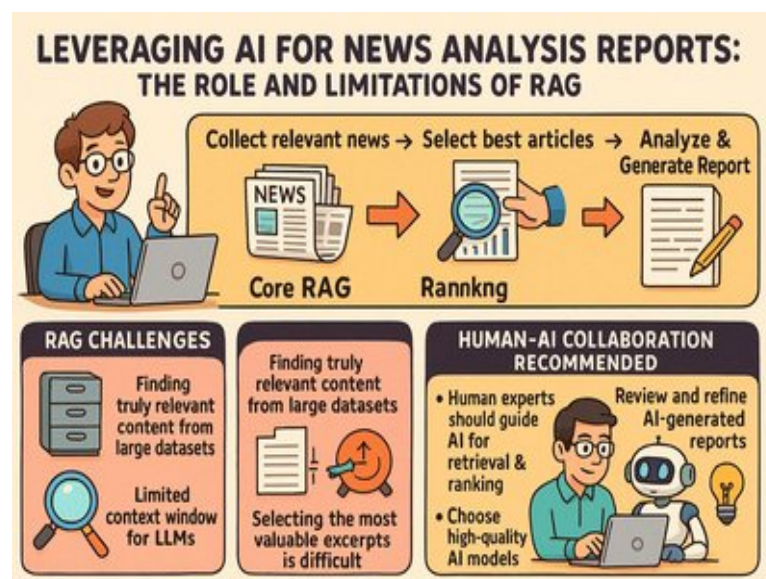 LEVERAGING AI FOR NEWS ANALYSIS REPORTS:
THE ROLE AND LIMITATIONS OF RAG
Collect relevant news → Select best articles → Analyze &
Generate Report
NEWS
Core RAG
Rannkng
RAG CHALLENGES
Finding
truly relevant
content from
large datasets
Limited
context window
for LLMs
Finding truly
relevant content
from large datasets
Selecting the most
valuable excerpts
is difficult
HUMAN-AI COLLABORATION
RECOMMENDED
• Human experts
should guide
AI for
retrieval &
ranking
• Choose
high-quality
AI models
Review and refine
AI-generated
reports